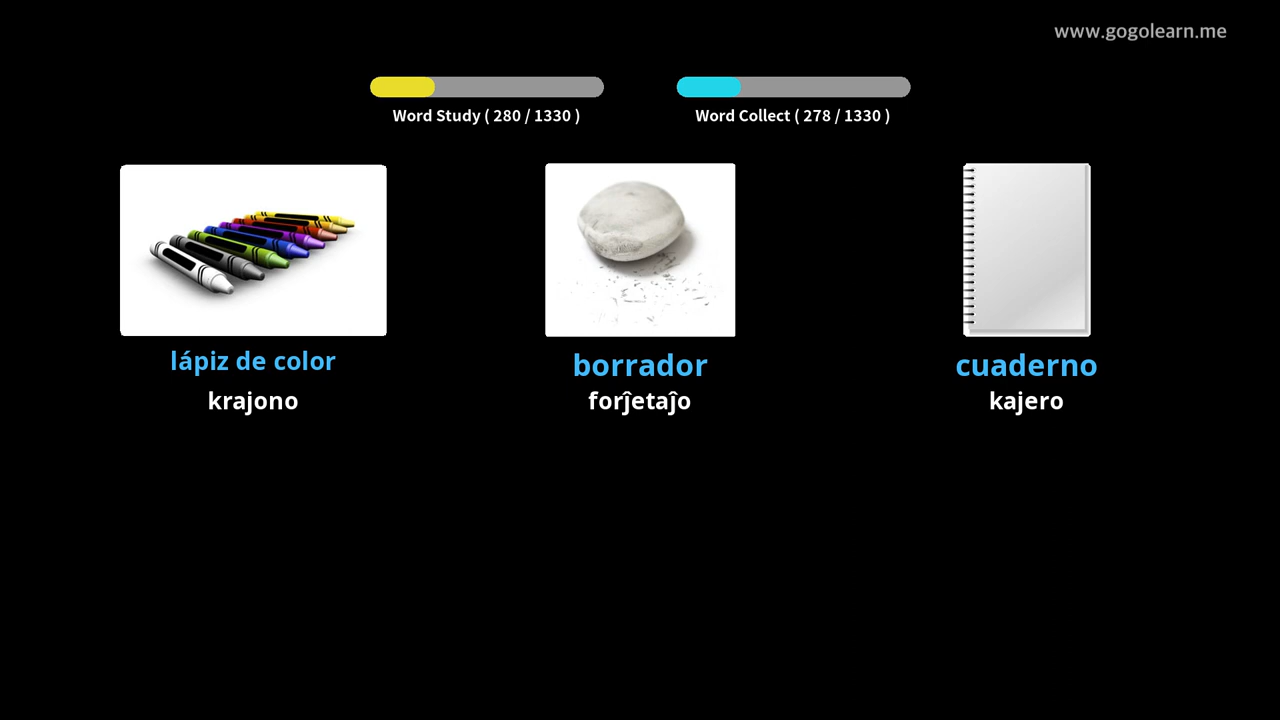 www.gogolearn.me
Word Study ( 280 / 1330 )
Word Collect ( 278 / 1330 )
lápiz de color
borrador
cuaderno
krajono
forĵetaĵo
kajero